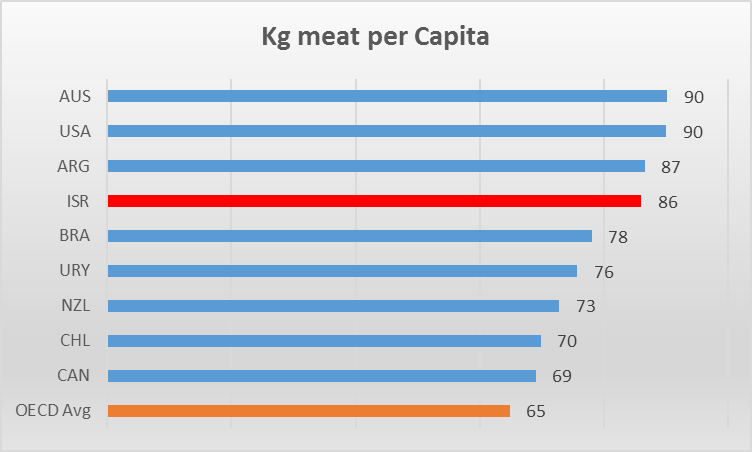 Kg meat per Capita
AUS 90
USA 90
ARG 87
ISR 86
BRA 78
URY 76
NZL 73
CHL 70
CAN 69
OECD Avg 65